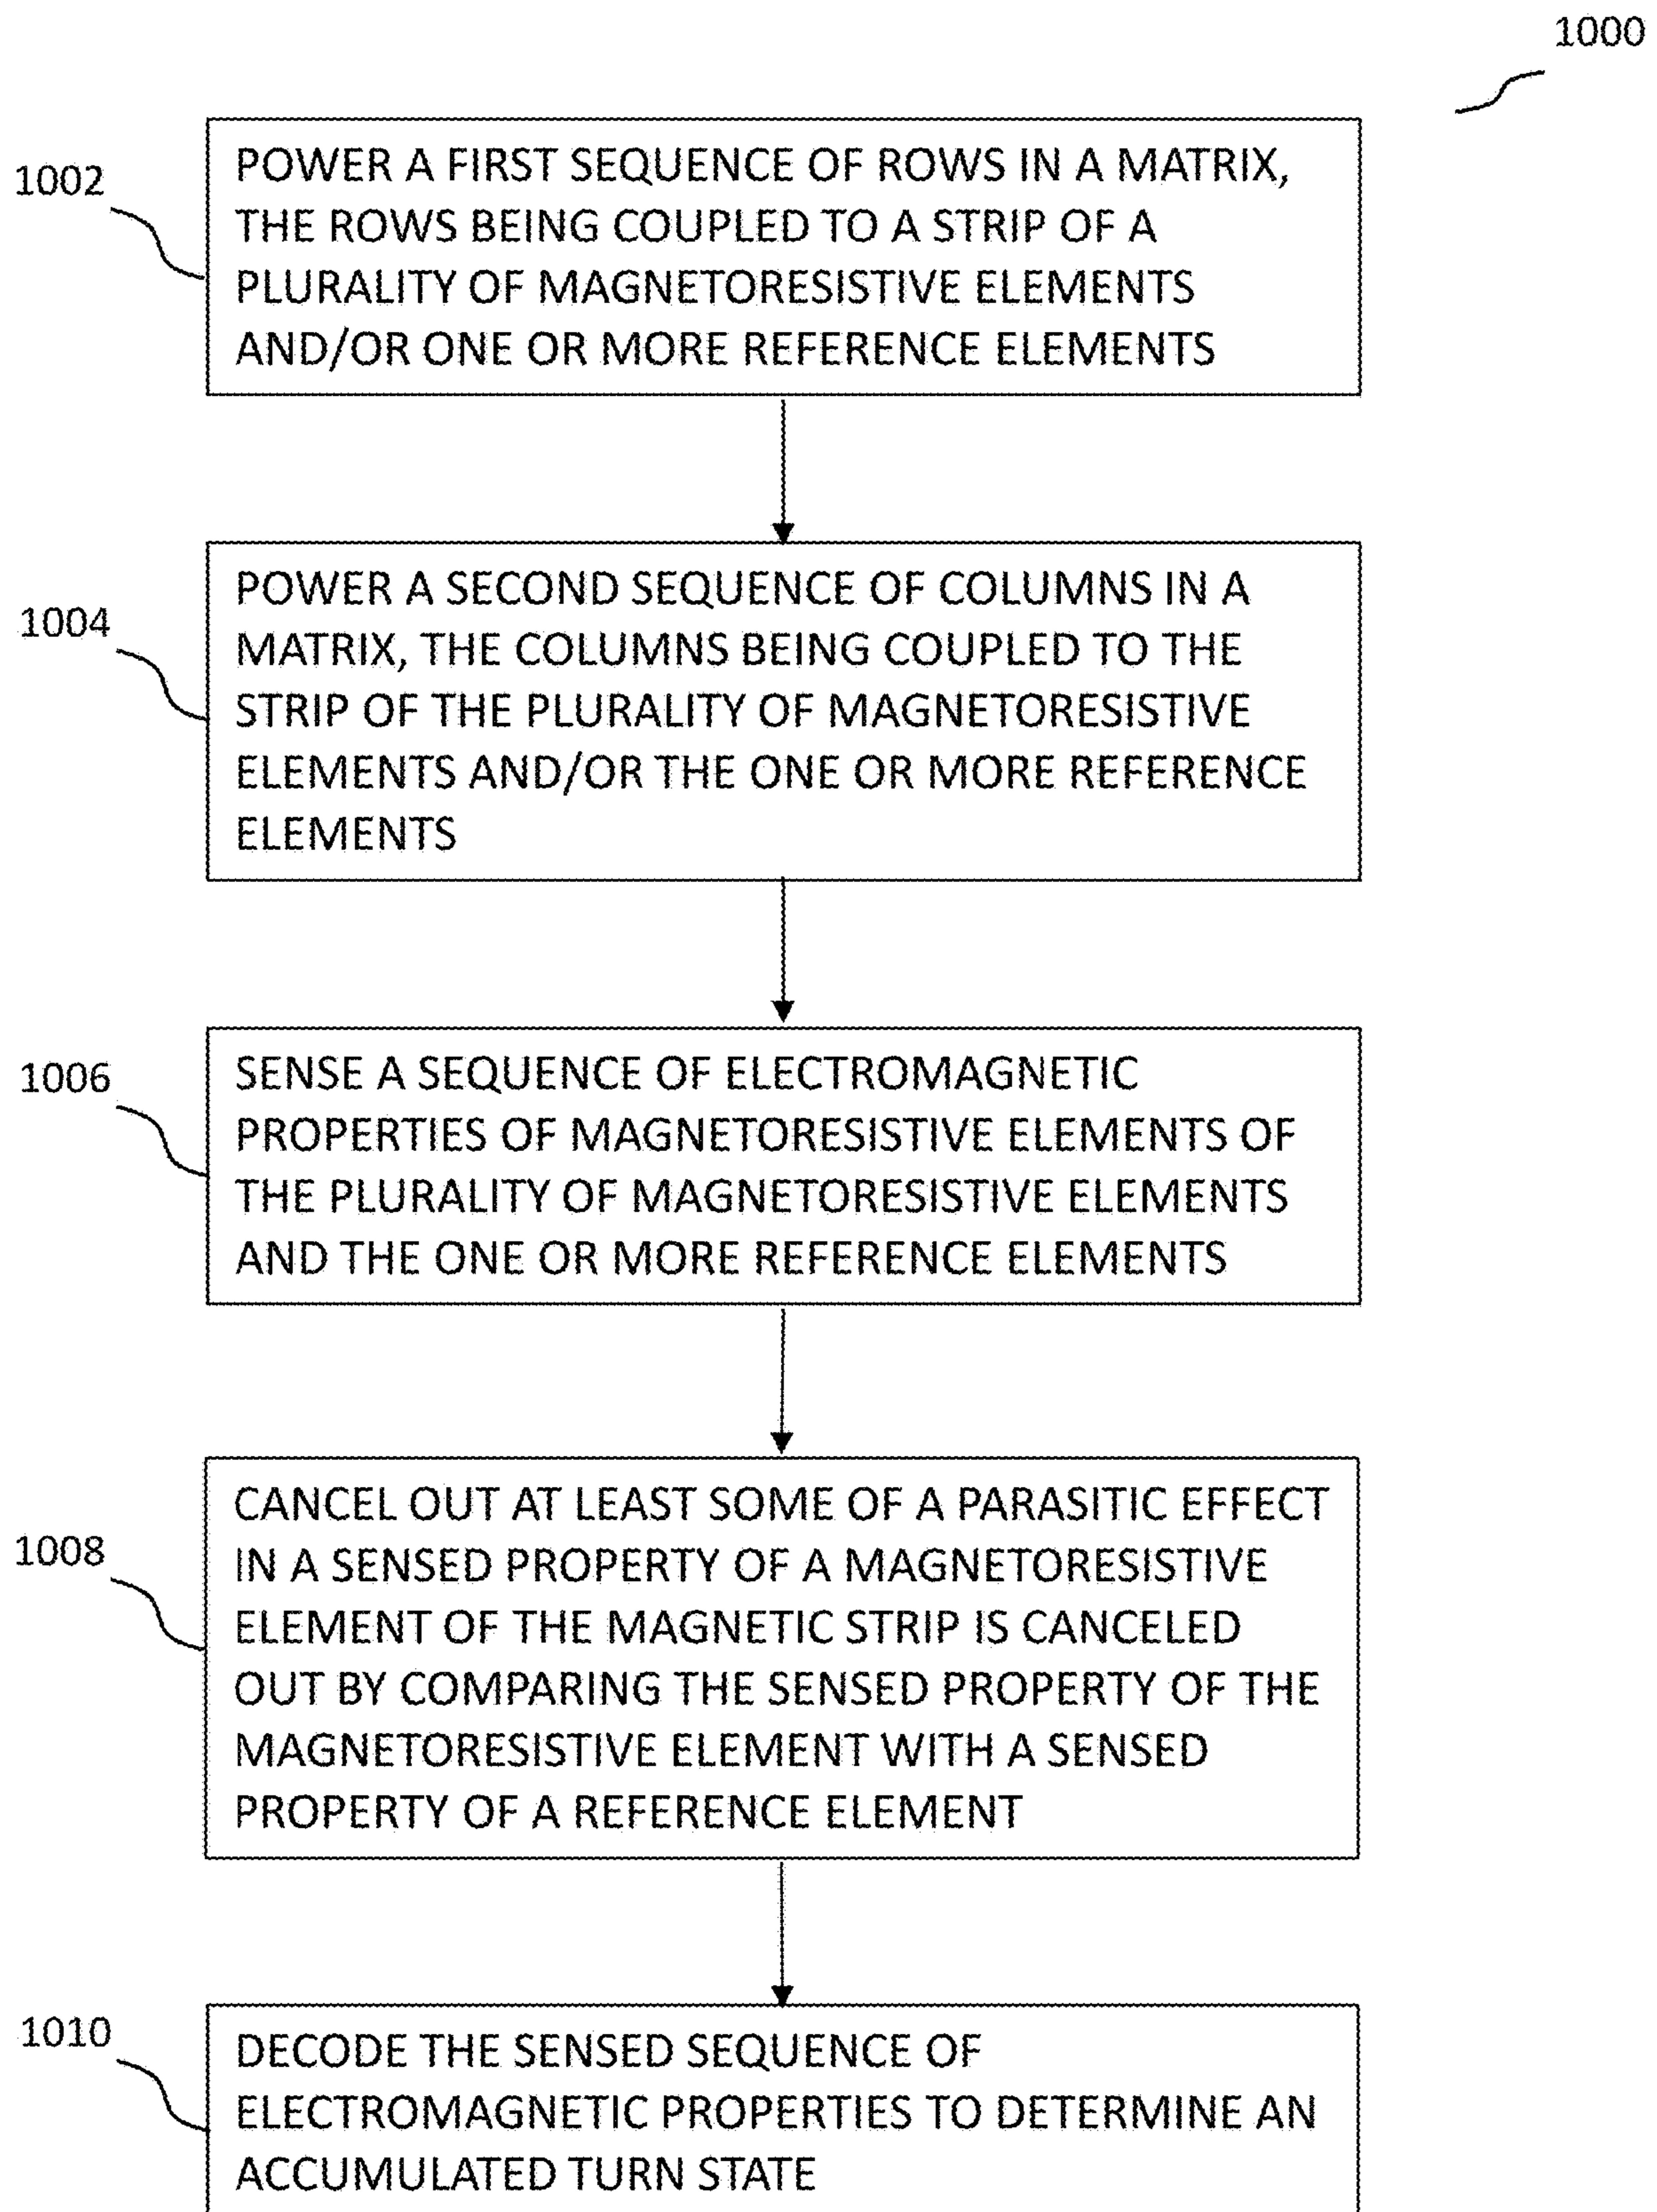 1000
1002
POWER A FIRST SEQUENCE OF ROWS IN A MATRIX,
THE ROWS BEING COUPLED TO A STRIP OF A
PLURALITY OF MAGNETORESISTIVE ELEMENTS
AND/OR ONE OR MORE REFERENCE ELEMENTS
1004
POWER A SECOND SEQUENCE OF COLUMNS IN A
MATRIX, THE COLUMNS BEING COUPLED TO THE
STRIP OF THE PLURALITY OF MAGNETORESISTIVE
ELEMENTS AND/OR THE ONE OR MORE REFERENCE
ELEMENTS
1006
SENSE A SEQUENCE OF ELECTROMAGNETIC
PROPERTIES OF MAGNETORESISTIVE ELEMENTS OF
THE PLURALITY OF MAGNETORESISTIVE ELEMENTS
AND THE ONE OR MORE REFERENCE ELEMENTS
1008
CANCEL OUT AT LEAST SOME OF A PARASITIC EFFECT
IN A SENSED PROPERTY OF A MAGNETORESISTIVE
ELEMENT OF THE MAGNETIC STRIP IS CANCELED
OUT BY COMPARING THE SENSED PROPERTY OF THE
MAGNETORESISTIVE ELEMENT WITH A SENSED
PROPERTY OF A REFERENCE ELEMENT
1010
DECODE THE SENSED SEQUENCE OF
ELECTROMAGNETIC PROPERTIES TO DETERMINE AN
ACCUMULATED TURN STATE